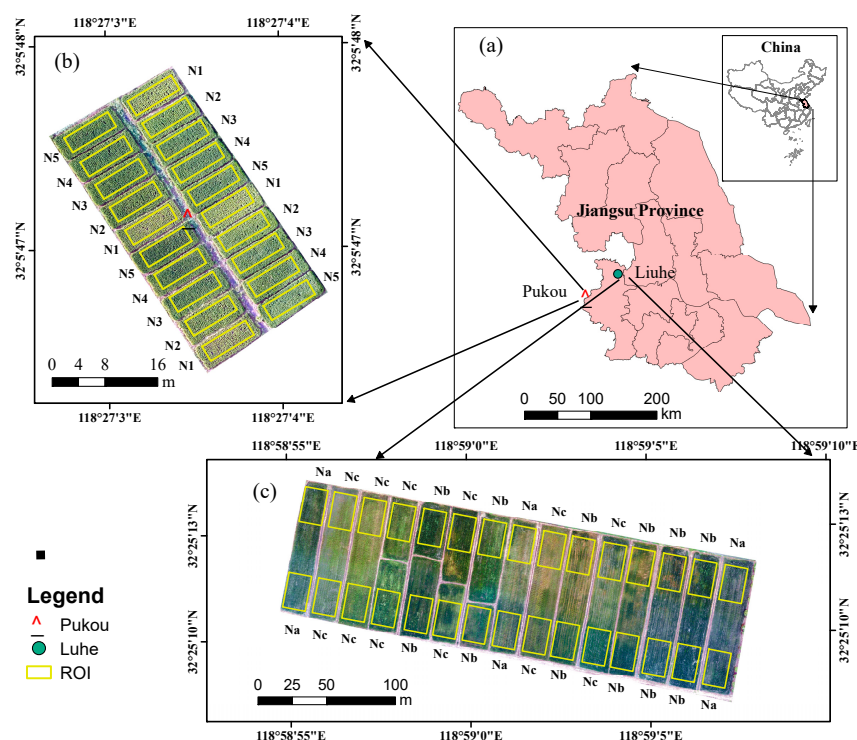 118°27'3"E
118°27'4"E
32°5'48"N
32°5'48"N
32°5'47"N
32°5'47"N
(b)
N1
N2
N3
N4
N5
N1
N2
N3
N4
N5
N5
N4
N3
N2
N1
N5
N4
N3
N2
N1
0 4 8 16
m
118°27'3"E
118°27'4"E
(a)
China
Jiangsu Province
Pukou
Liuhe
0 50 100 200
km
118°58'55"E
118°59'0"E
118°59'5"E
118°59'10"E
(c)
32°25'13"N
32°25'13"N
32°25'10"N
32°25'10"N
Na Nc Nc Nc Nb Nc Nb Na Nc Nb Nc Nb Nb Nb Na
Na Nc Nc Nc Nb Nc Nb Na Nc Nb Nc Nb Nb Nb Na
0 25 50 100
m
118°58'55"E
118°59'0"E
118°59'5"E
Legend
Pukou
Luhe
ROI